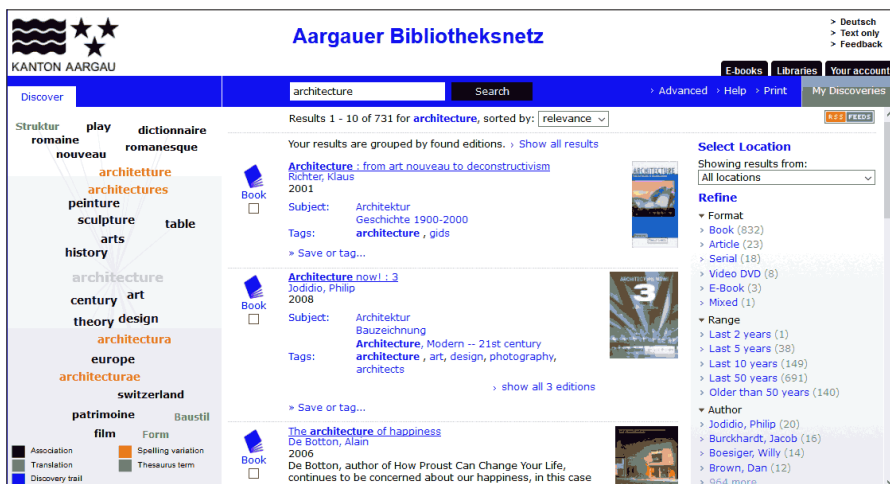 KANTON AARGAU
Aargauer Bibliotheksnetz
> Deutsch
> Text only
> Feedback
E-books Libraries Your account
Discover
architecture Search
› Advanced › Help › Print My Discoveries
Struktur play dictionnaire
romaine romanesque
nouveau
architetture
architectures
peinture
sculpture table
arts
history
architecture
century art
theory design
architectura
europe
architecturae
switzerland
patrimoine Baustil
film Form
Association Spelling variation
Translation Thesaurus term
Discovery trail
Results 1 - 10 of 731 for architecture, sorted by: relevance
RSS FEEDS
Your results are grouped by found editions. › Show all results
Book
Architecture : from art nouveau to deconstructivism
Richter, Klaus
2001
Subject: Architektur
Geschichte 1900-2000
Tags: architecture , gids
» Save or tag...
ARCHITECTURE
Book
Architecture now! : 3
Jodidio, Philip
2008
Subject: Architektur
Bauzeichnung
Architecture, Modern -- 21st century
Tags: architecture , art, design, photography,
architects
› show all 3 editions
» Save or tag...
ARCHITECTURE NOW!
3
Book
The architecture of happiness
De Botton, Alain
2006
De Botton, author of How Proust Can Change Your Life,
continues to be concerned about our happiness, in this case
Select Location
Showing results from:
All locations
Refine
Format
› Book (832)
› Article (23)
› Serial (18)
› Video DVD (8)
› E-Book (3)
› Mixed (1)
Range
› Last 2 years (1)
› Last 5 years (38)
› Last 10 years (149)
› Last 50 years (691)
› Older than 50 years (140)
Author
› Jodidio, Philip (20)
› Burckhardt, Jacob (16)
› Boesiger, Willy (14)
› Brown, Dan (12)
› 964 more